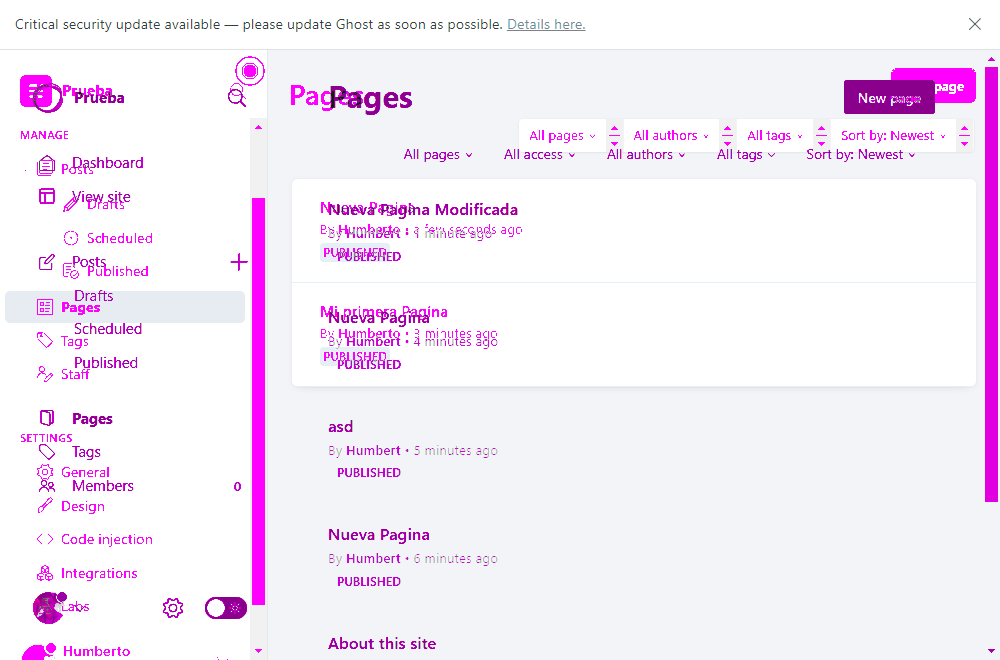 Critical security update available — please update Ghost as soon as possible. Details here.
Prueba
Prueba
Pages
Pages
New page
page
MANAGE
All pages
All authors
All tags
Sort by: Newest
All pages
All access
All authors
All tags
Sort by: Newest
Dashboard
Posts
View site
Drafts
Scheduled
Posts
Published
Drafts
Pages
Scheduled
Tags
Published
Staff
Pages
SETTINGS
Tags
General
Members 0
Design
Code injection
Integrations
Labs
Humberto
Nueva Pagina
Nueva Pagina Modificada
By Humberto • a few seconds ago
By Humbert • 1 minute ago
PUBLISHED
PUBLISHED
Mi primera Pagina
Nueva Pagina
By Humberto • 3 minutes ago
By Humbert • 4 minutes ago
PUBLISHED
PUBLISHED
asd
By Humbert • 5 minutes ago
PUBLISHED
Nueva Pagina
By Humbert • 6 minutes ago
PUBLISHED
About this site